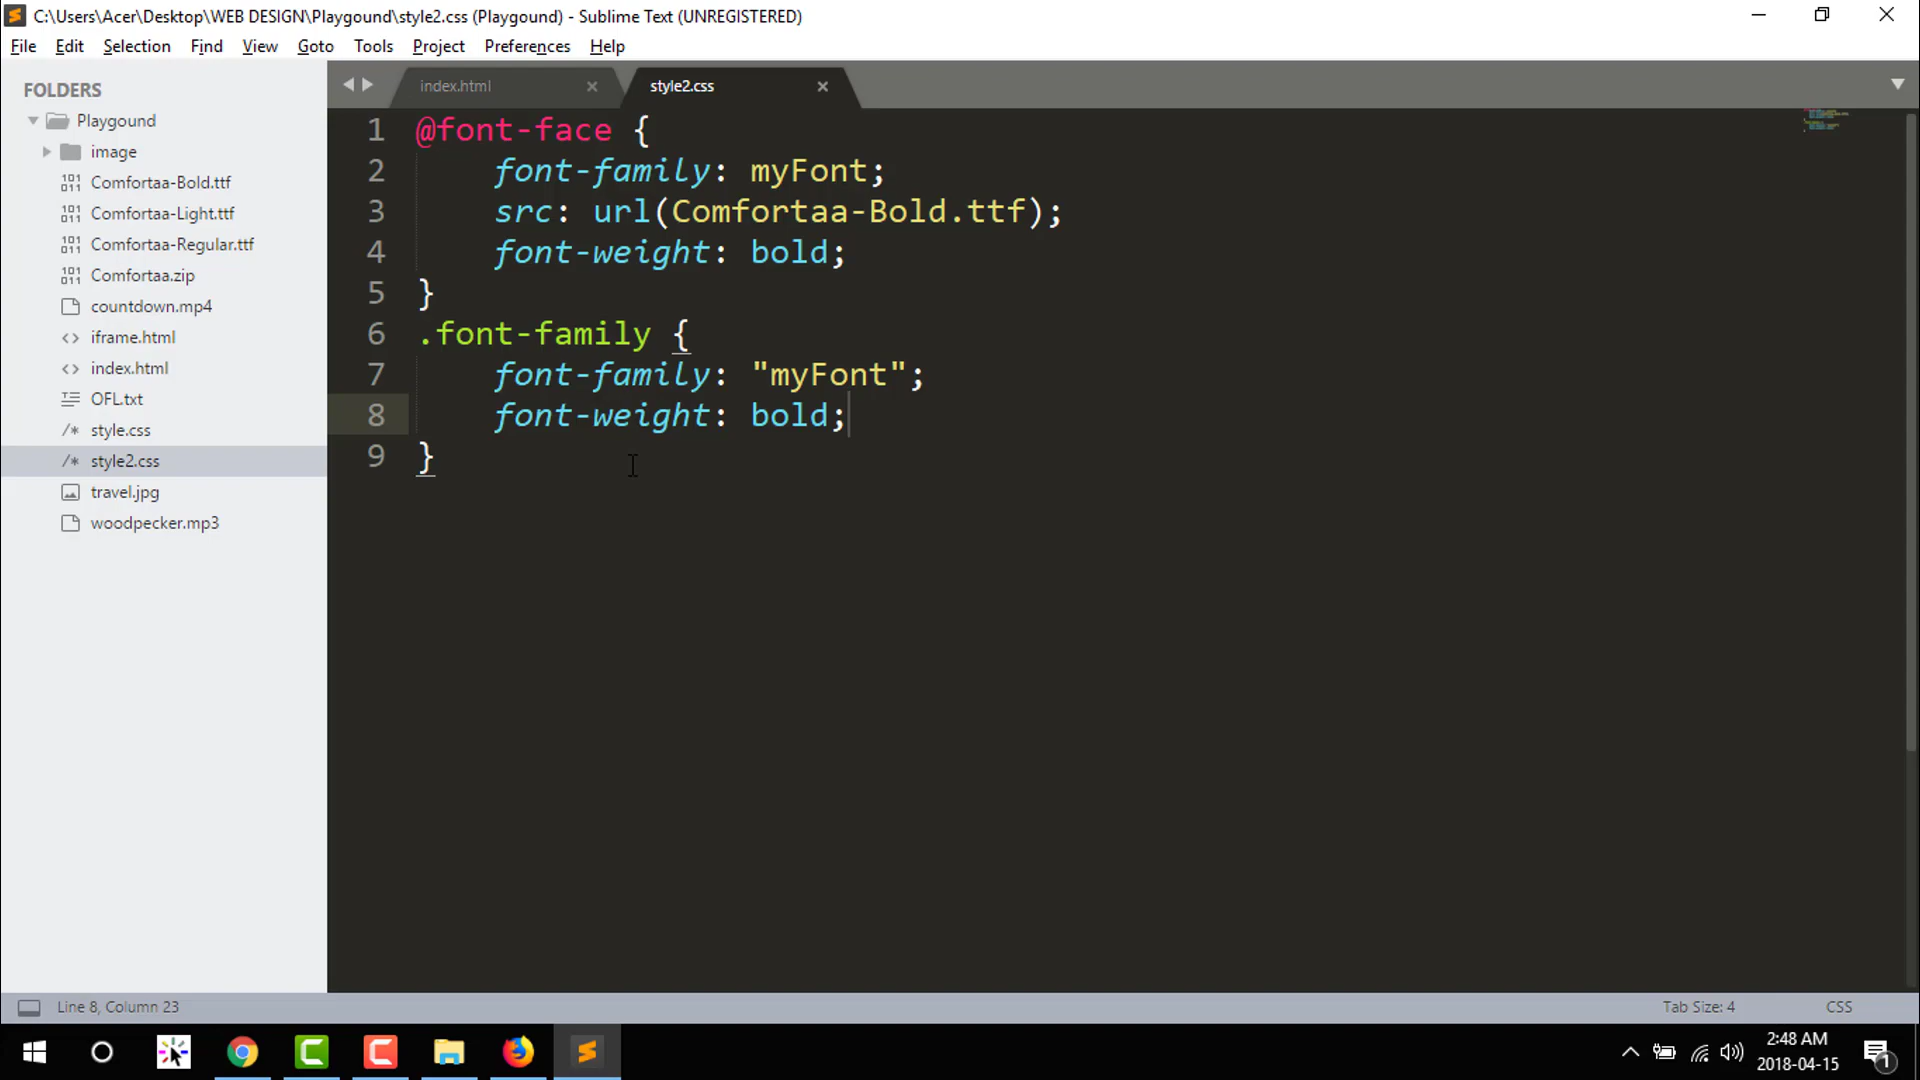 C:\Users\Acer\Desktop\WEB DESIGN\Playgound\style2.css (Playgound) - Sublime Text (UNREGISTERED)
File Edit Selection Find View Goto Tools Project Preferences Help
FOLDERS
Playgound
image
Comfortaa-Bold.ttf
Comfortaa-Light.ttf
Comfortaa-Regular.ttf
Comfortaa.zip
countdown.mp4
iframe.html
index.html
OFL.txt
style.css
style2.css
travel.jpg
woodpecker.mp3
index.html
style2.css
1 @font-face {
2 font-family: myFont;
3 src: url(Comfortaa-Bold.ttf);
4 font-weight: bold;
5 }
6 .font-family {
7 font-family: "myFont";
8 font-weight: bold;
9 }
Line 8, Column 23
Tab Size: 4
CSS
2:48 AM
2018-04-15
1